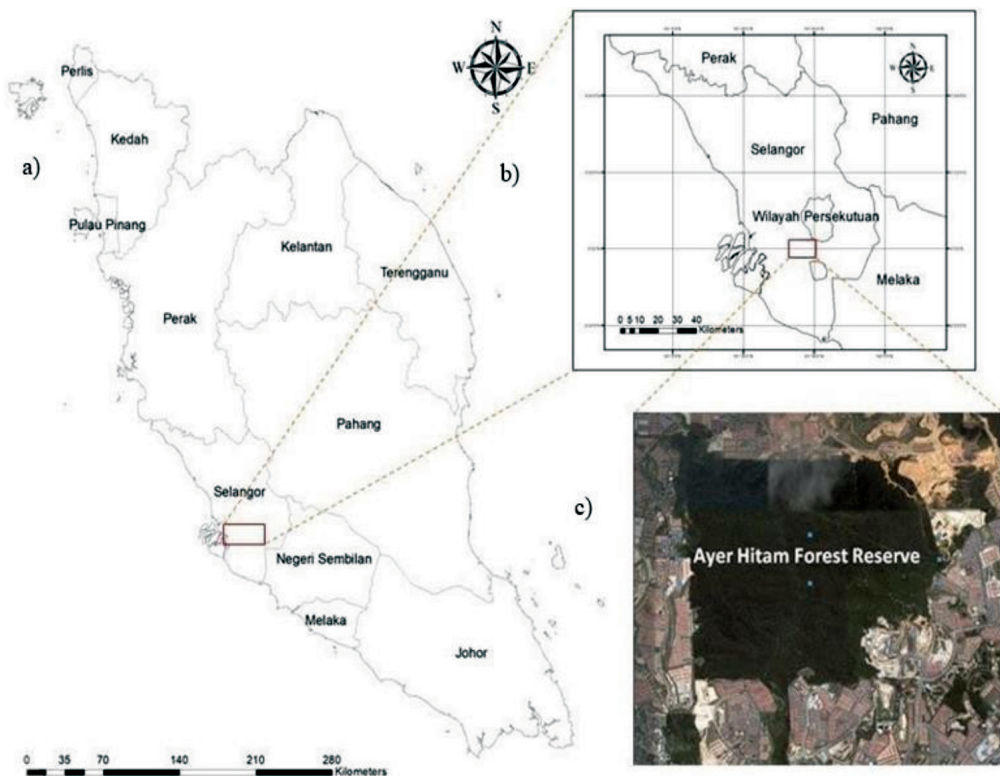 a)
N
W E
S
Perlis
Kedah
Pulau Pinang
Perak
Kelantan
Terengganu
Pahang
Selangor
Negeri Sembilan
Melaka
Johor
0 35 70 140 210 280
Kilometers
b)
N
W E
S
Perak
Pahang
Selangor
Wilayah Persekutuan
Melaka
0 5 10 20 30 40
Kilometers
c)
Ayer Hitam Forest Reserve